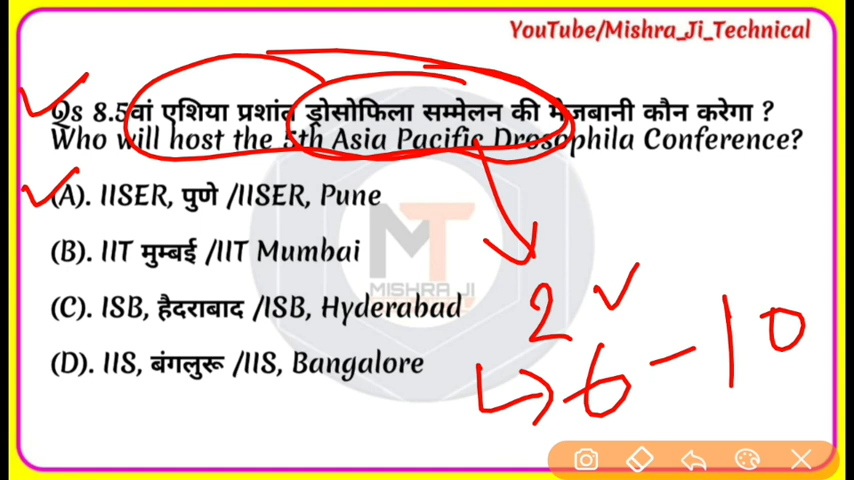 YouTube/Mishra_Ji_Technical
Qs 8.5वां एशिया प्रशांत ड्रोसोफिला सम्मेलन की मेजबानी कौन करेगा ?
Who will host the 5th Asia Pacific Drosophila Conference?
(A). IISER, पुणे /IISER, Pune
(B). IIT मुम्बई /IIT Mumbai
(C). ISB, हैदराबाद /ISB, Hyderabad
(D). IIS, बंगलुरू /IIS, Bangalore
MT
MISHRA JI
2
6 - 10